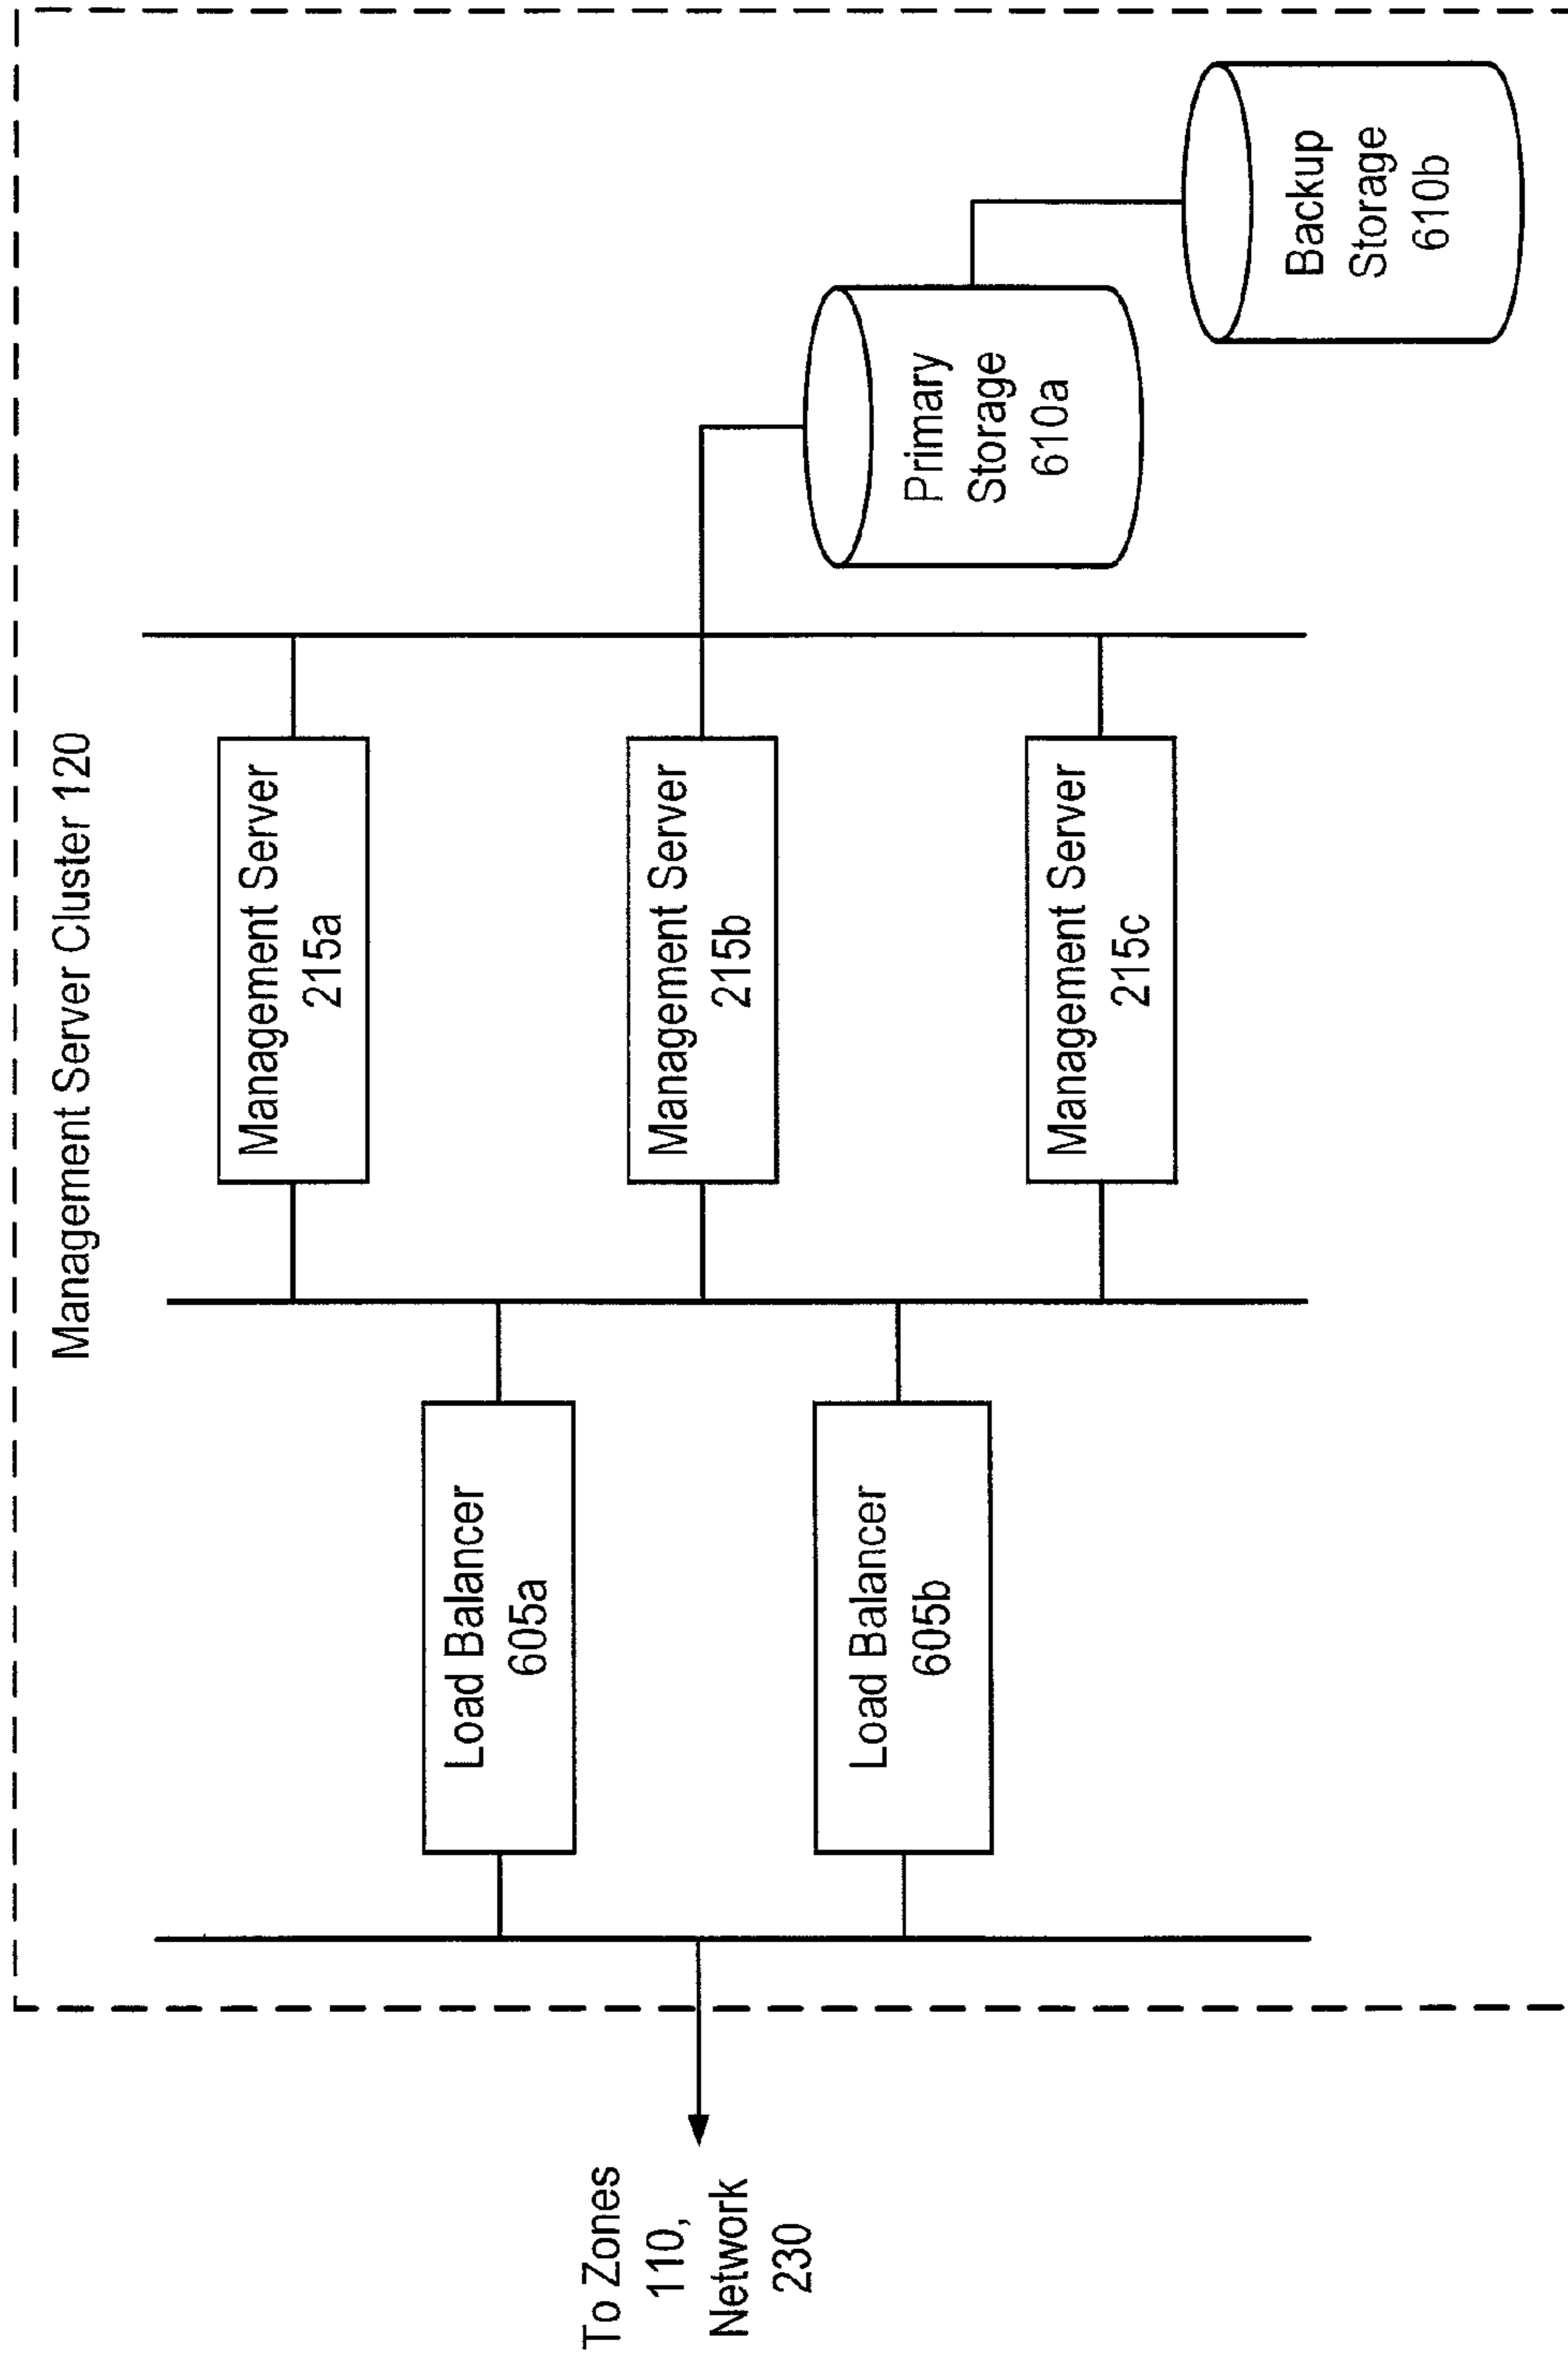 Management Server Cluster 120
To Zones
110,
Network
230
Load Balancer
605a
Load Balancer
605b
Management Server
215a
Management Server
215b
Management Server
215c
Primary
Storage
610a
Backup
Storage
610b